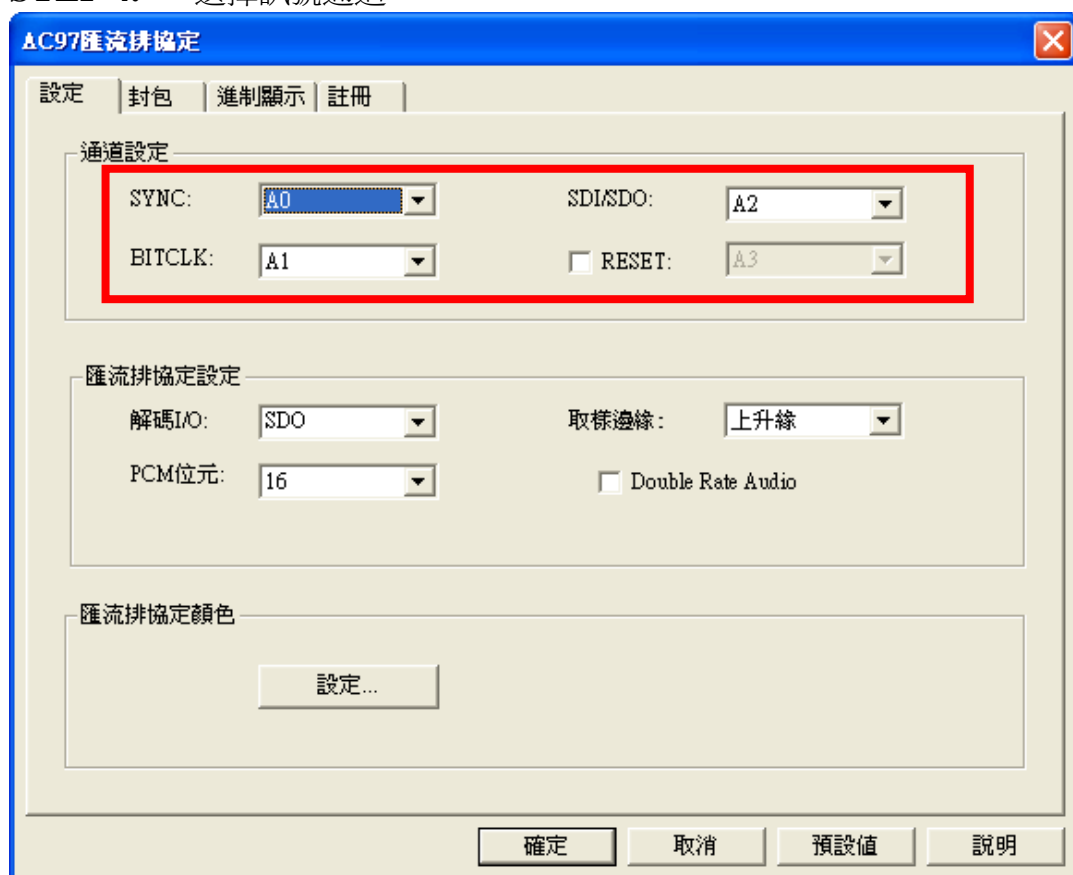 AC97匯流排協定
設定 封包 進制顯示 註冊
通道設定
SYNC: A0 SDI/SDO: A2
BITCLK: A1 RESET: A3
匯流排協定設定
解碼I/O: SDO 取樣邊緣: 上升緣
PCM位元: 16 Double Rate Audio
匯流排協定顏色
設定...
確定 取消 預設值 說明